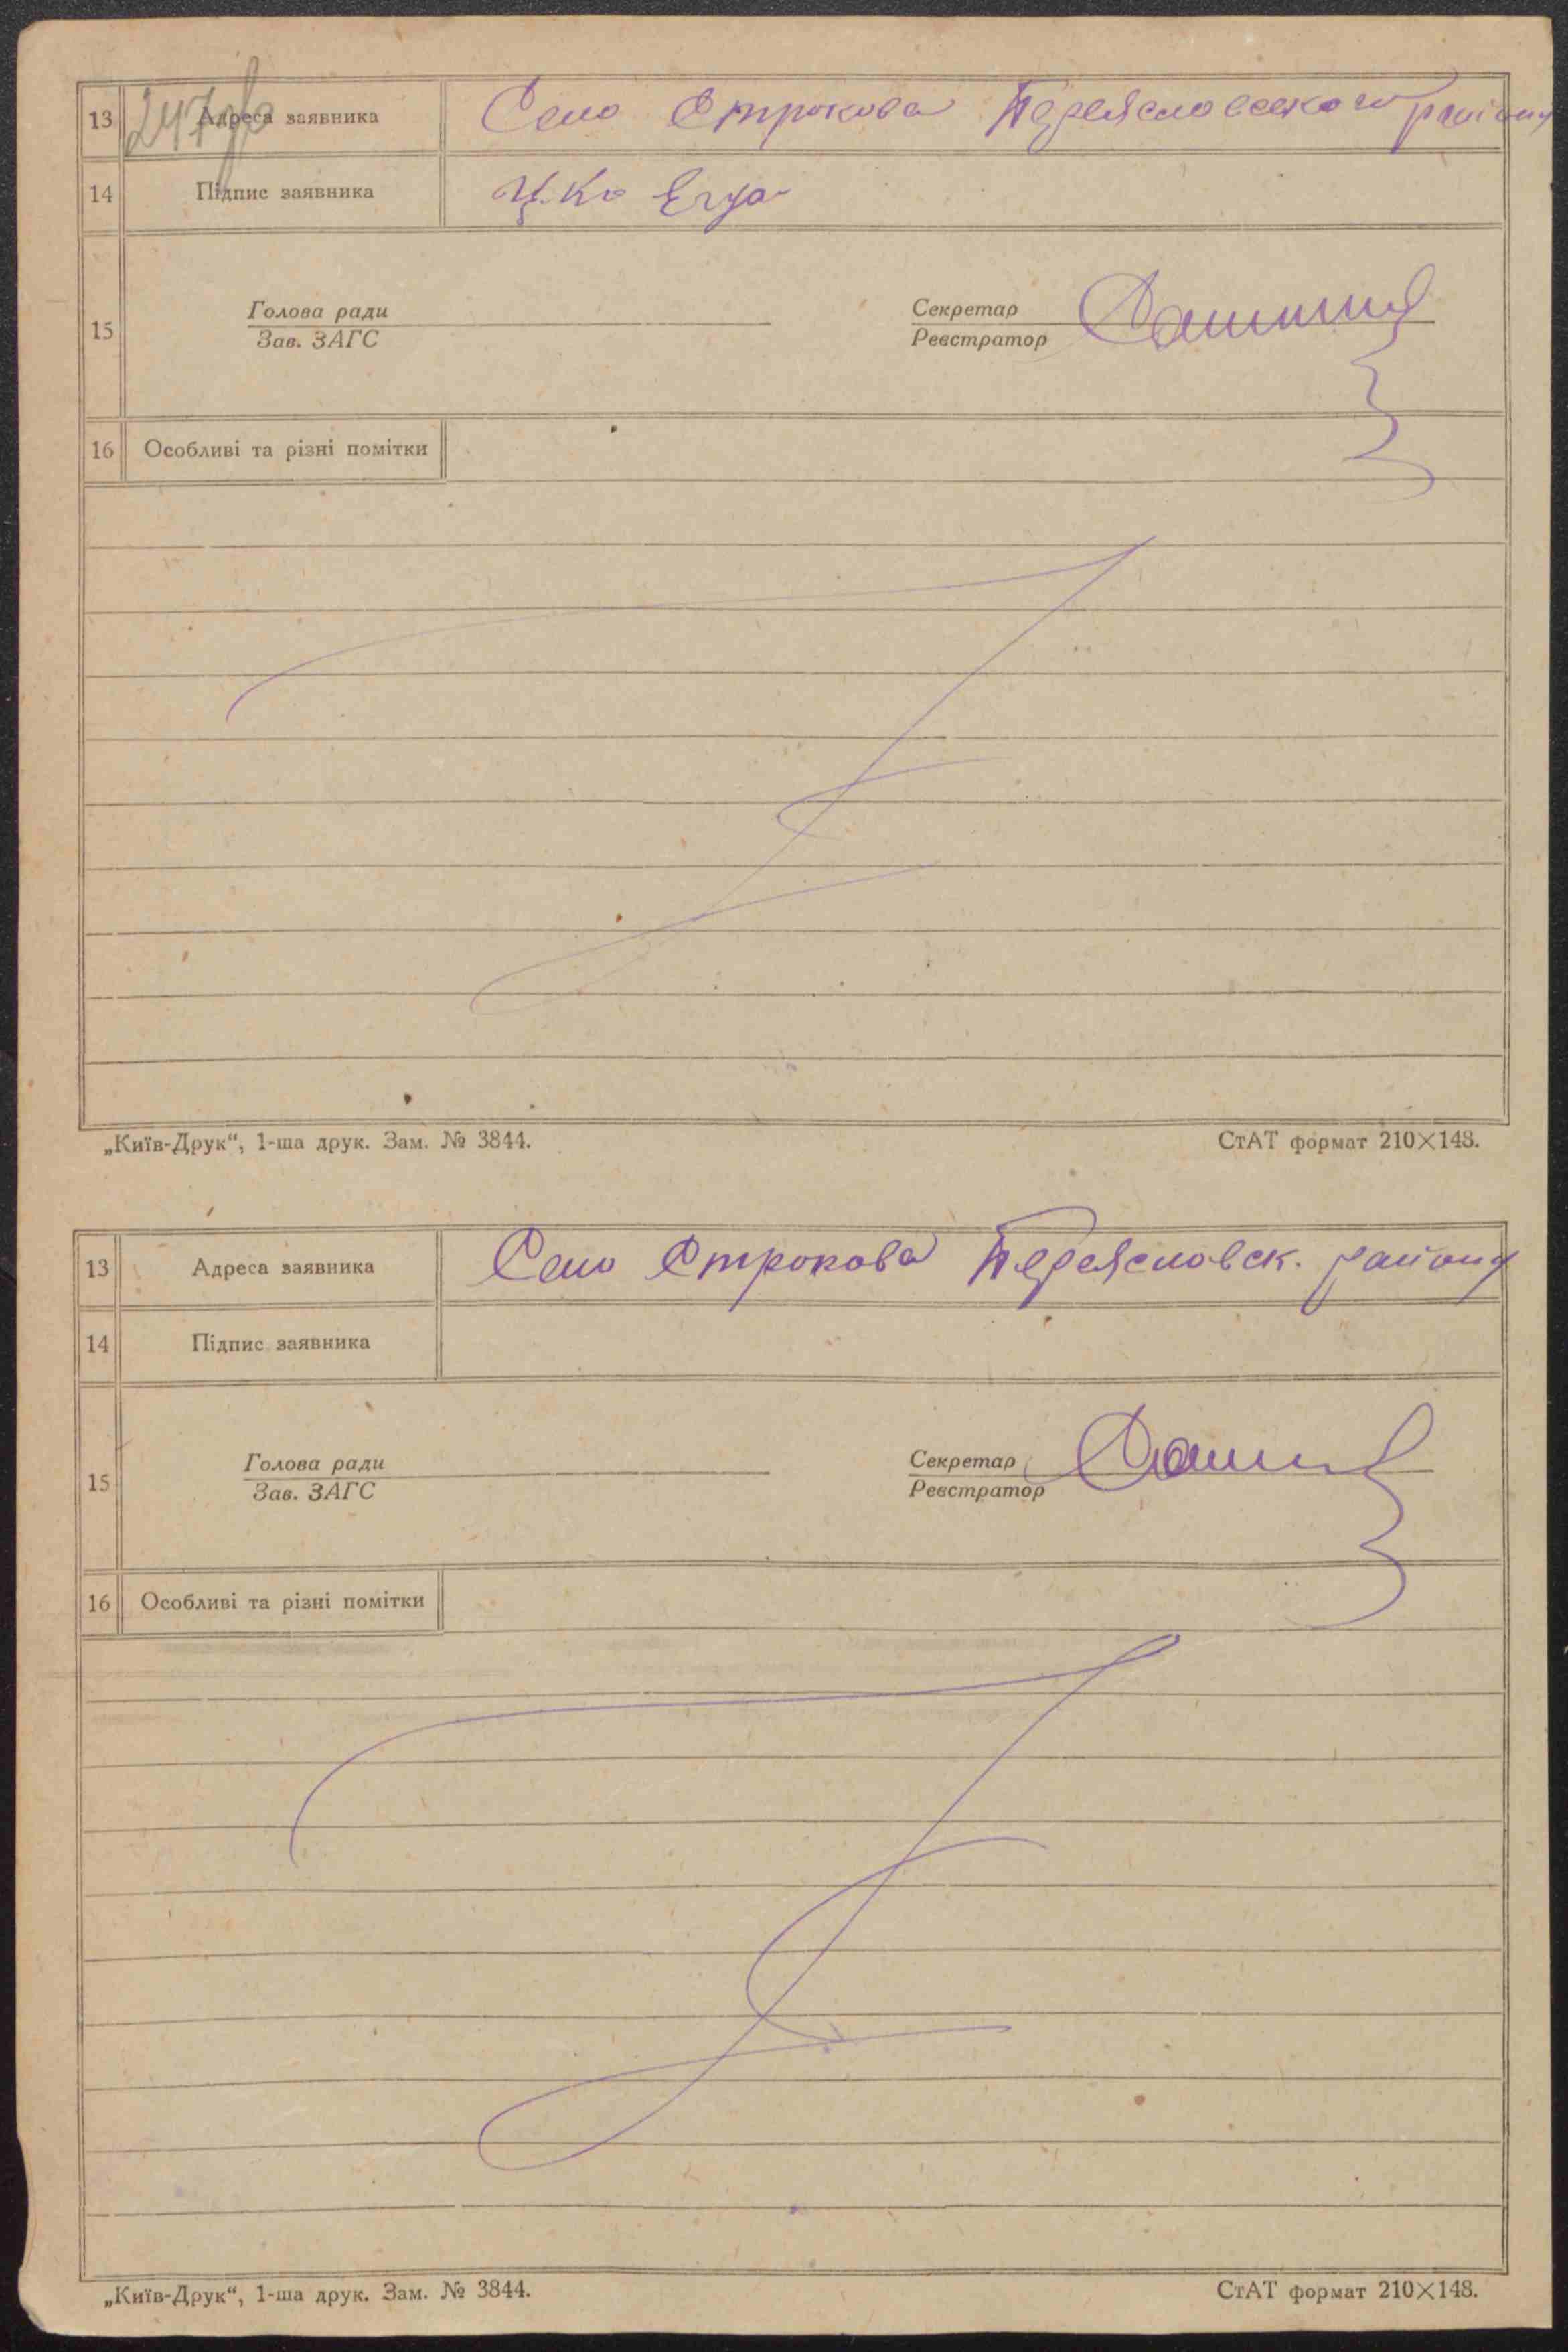 13 247 Адреса заявника Село Строкова Переясловского району
14 Підпис заявника
15 Голова ради Секретар
Зав. ЗАГС Реєстратор
16 Особливі та різні помітки
„Київ-Друк“, 1-ша друк. Зам. № 3844. СтАТ формат 210×148.
13 Адреса заявника Село Строкова Переясловск. району
14 Підпис заявника
15 Голова ради Секретар
Зав. ЗАГС Реєстратор
16 Особливі та різні помітки
„Київ-Друк“, 1-ша друк. Зам. № 3844. СтАТ формат 210×148.